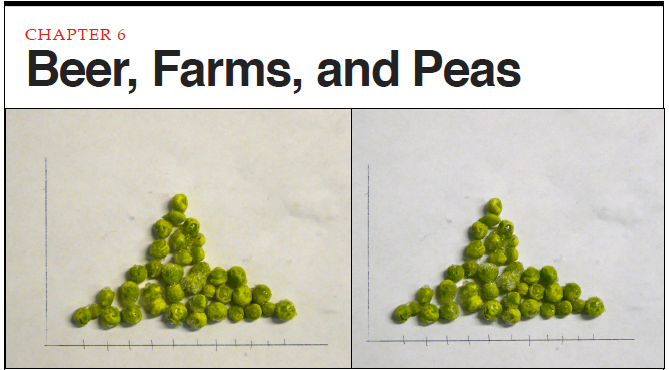 CHAPTER 6
Beer, Farms, and Peas